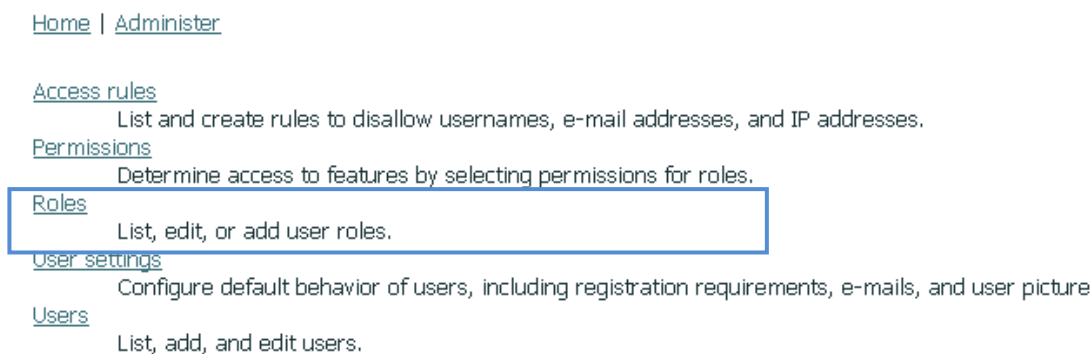 Home | Administer
Access rules
List and create rules to disallow usernames, e-mail addresses, and IP addresses.
Permissions
Determine access to features by selecting permissions for roles.
Roles
List, edit, or add user roles.
User settings
Configure default behavior of users, including registration requirements, e-mails, and user picture
Users
List, add, and edit users.